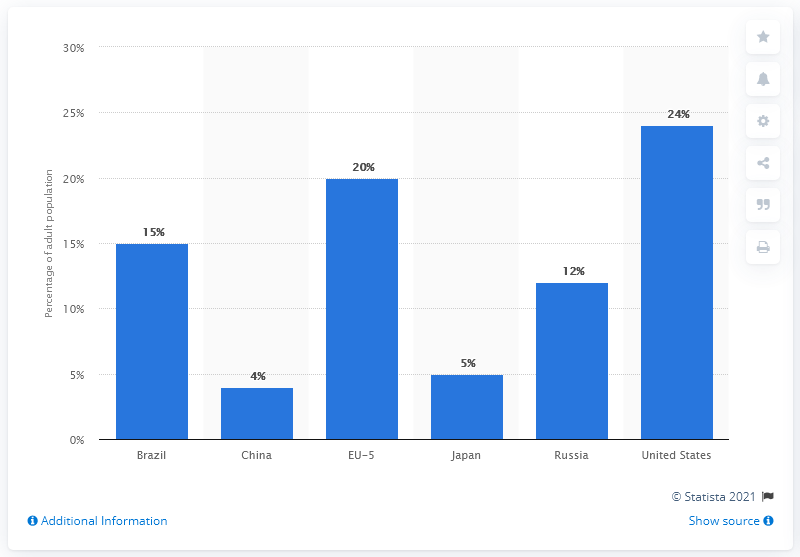 30%
25%
20%
15%
10%
5%
0%
Percentage of adult population
15%
4%
20%
5%
12%
24%
Brazil
China
EU-5
Japan
Russia
United States
© Statista 2021
Additional Information
Show source